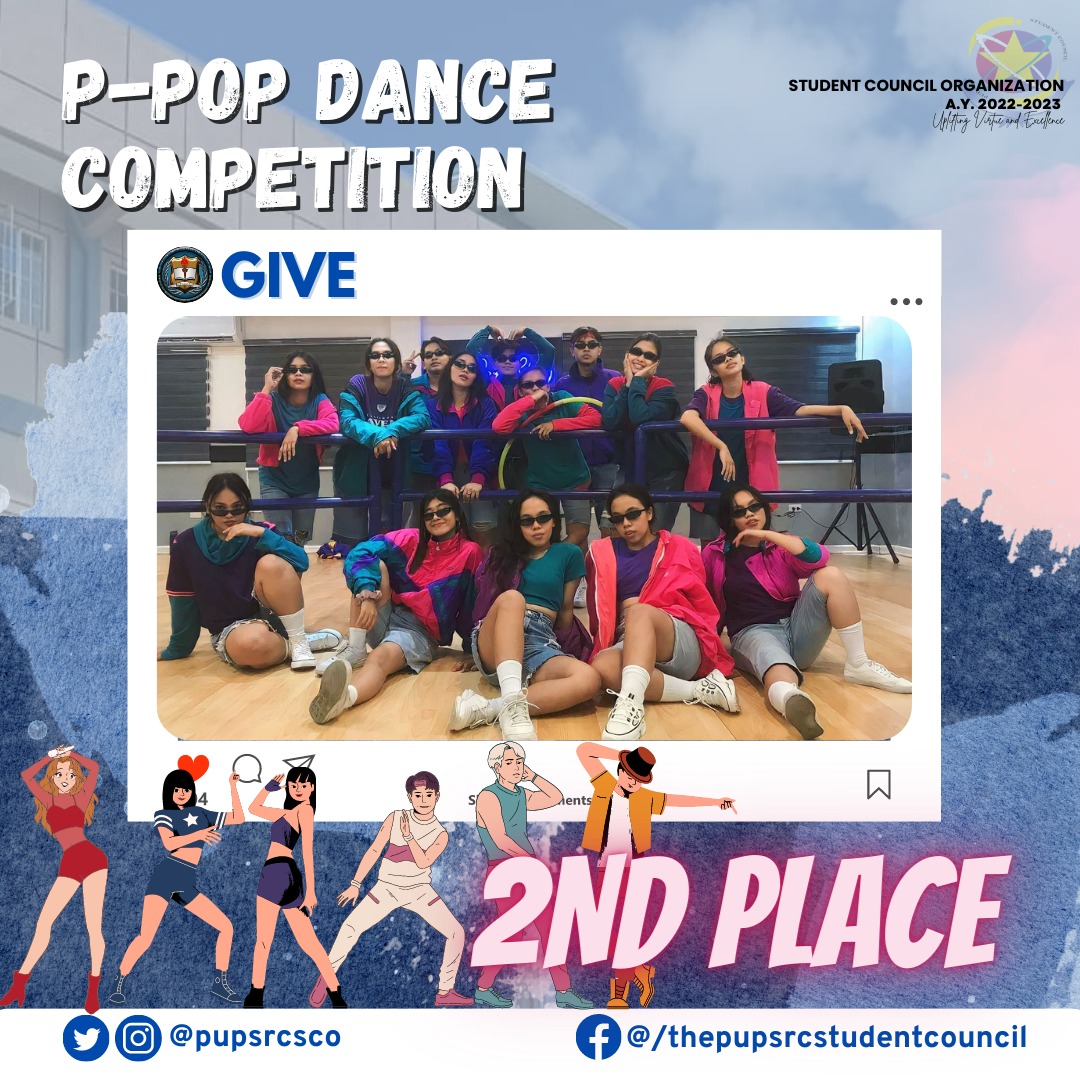 P-POP DANCE
COMPETITION
STUDENT COUNCIL ORGANIZATION
A.Y. 2022-2023
Uplifting Virtue and Excellence
GIVE
2ND PLACE
@pupsrcsco
@/thepupsrcstudentcouncil